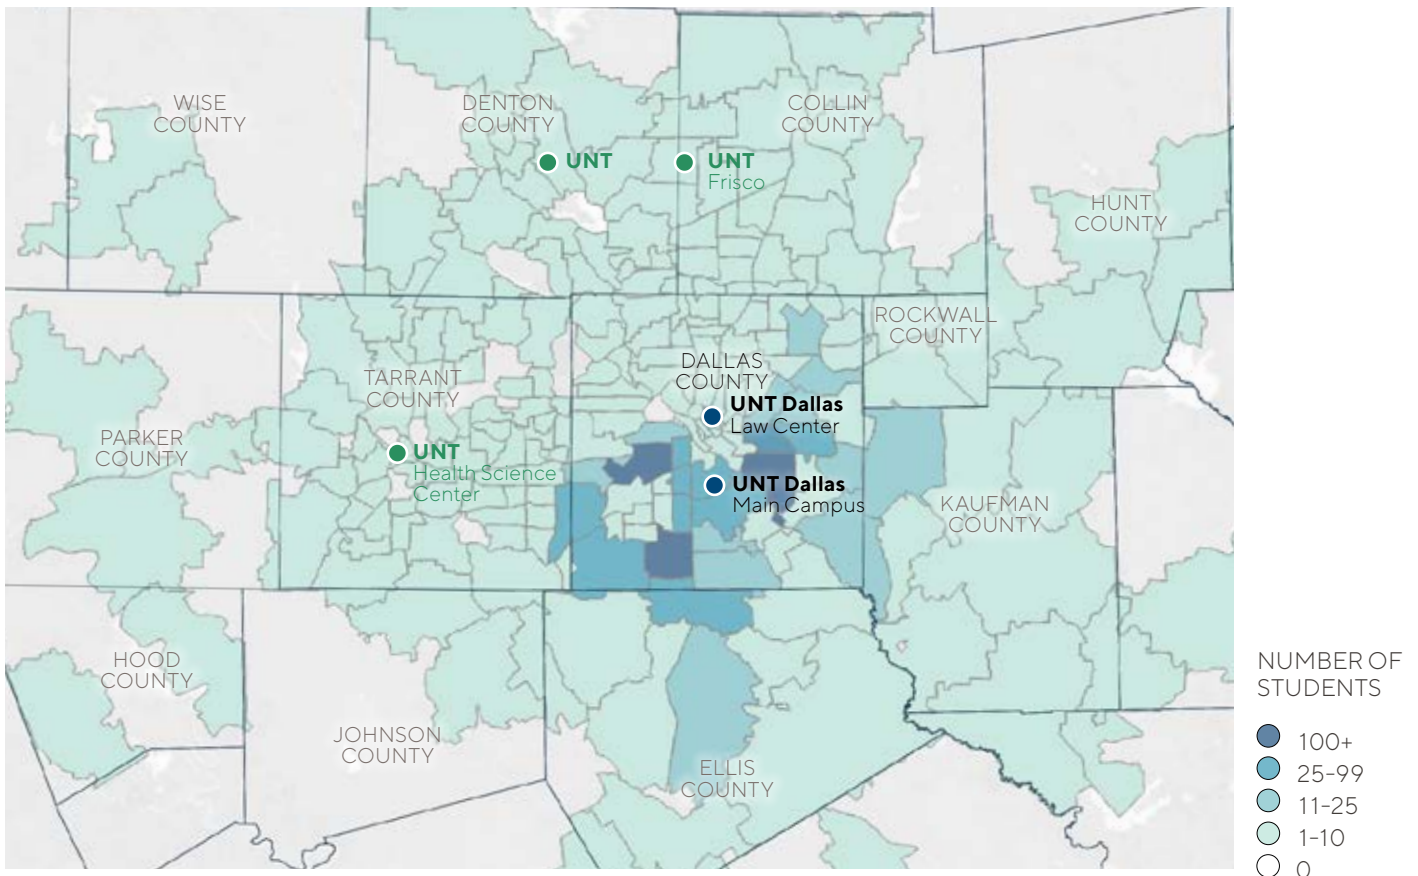 WISE
COUNTY
DENTON
COUNTY
COLLIN
COUNTY
UNT
UNT
Frisco
HUNT
COUNTY
ROCKWALL
COUNTY
DALLAS
COUNTY
TARRANT
COUNTY
UNT Dallas
Law Center
PARKER
COUNTY
UNT
Health Science
Center
UNT Dallas
Main Campus
KAUFMAN
COUNTY
HOOD
COUNTY
JOHNSON
COUNTY
ELLIS
COUNTY
NUMBER OF
STUDENTS
100+
25-99
11-25
1-10
0